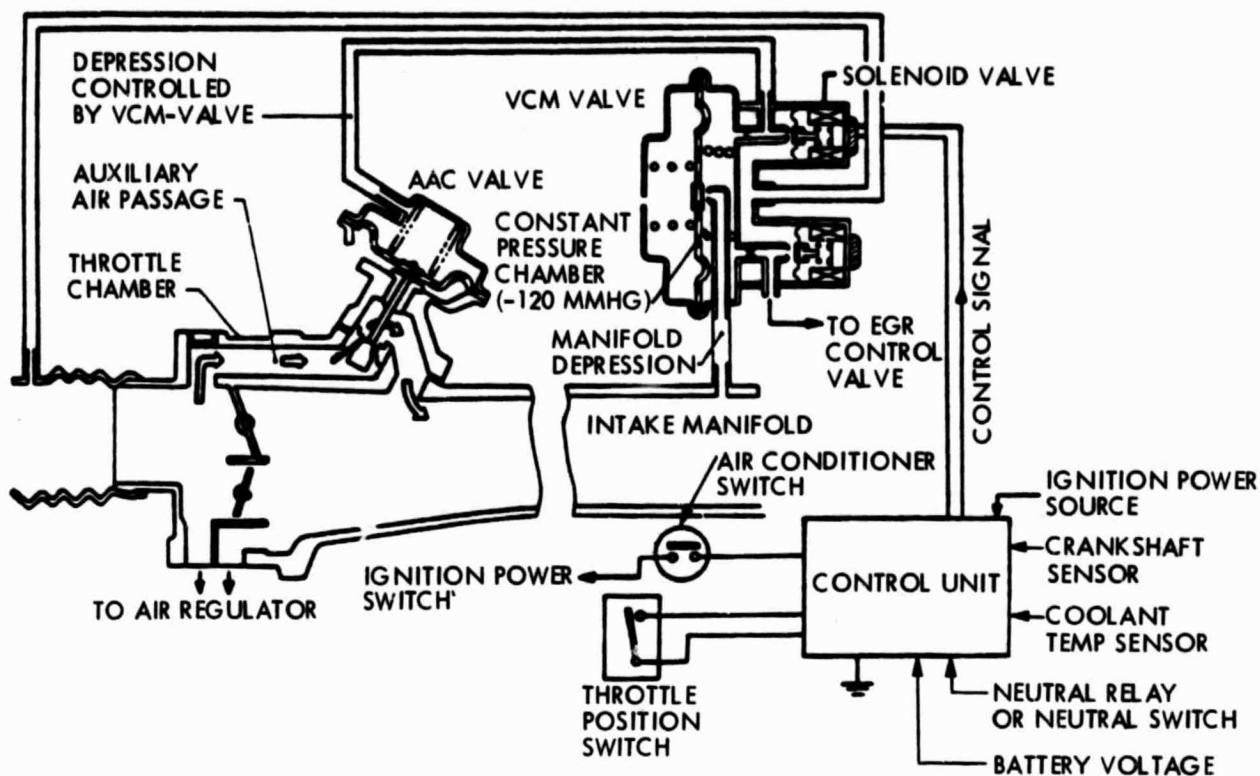 DEPRESSION
CONTROLLED
BY VCM-VALVE
AUXILIARY
AIR PASSAGE
THROTTLE
CHAMBER
AAC VALVE
VCM VALVE
SOLENOID VALVE
CONSTANT
PRESSURE
CHAMBER
(-120 MMHG)
MANIFOLD
DEPRESSION
TO EGR
CONTROL
VALVE
CONTROL SIGNAL
INTAKE MANIFOLD
AIR CONDITIONER
SWITCH
IGNITION POWER
SOURCE
CRANKSHAFT
SENSOR
CONTROL UNIT
COOLANT
TEMP SENSOR
IGNITION POWER
SWITCH'
TO AIR REGULATOR
THROTTLE
POSITION
SWITCH
NEUTRAL RELAY
OR NEUTRAL SWITCH
BATTERY VOLTAGE